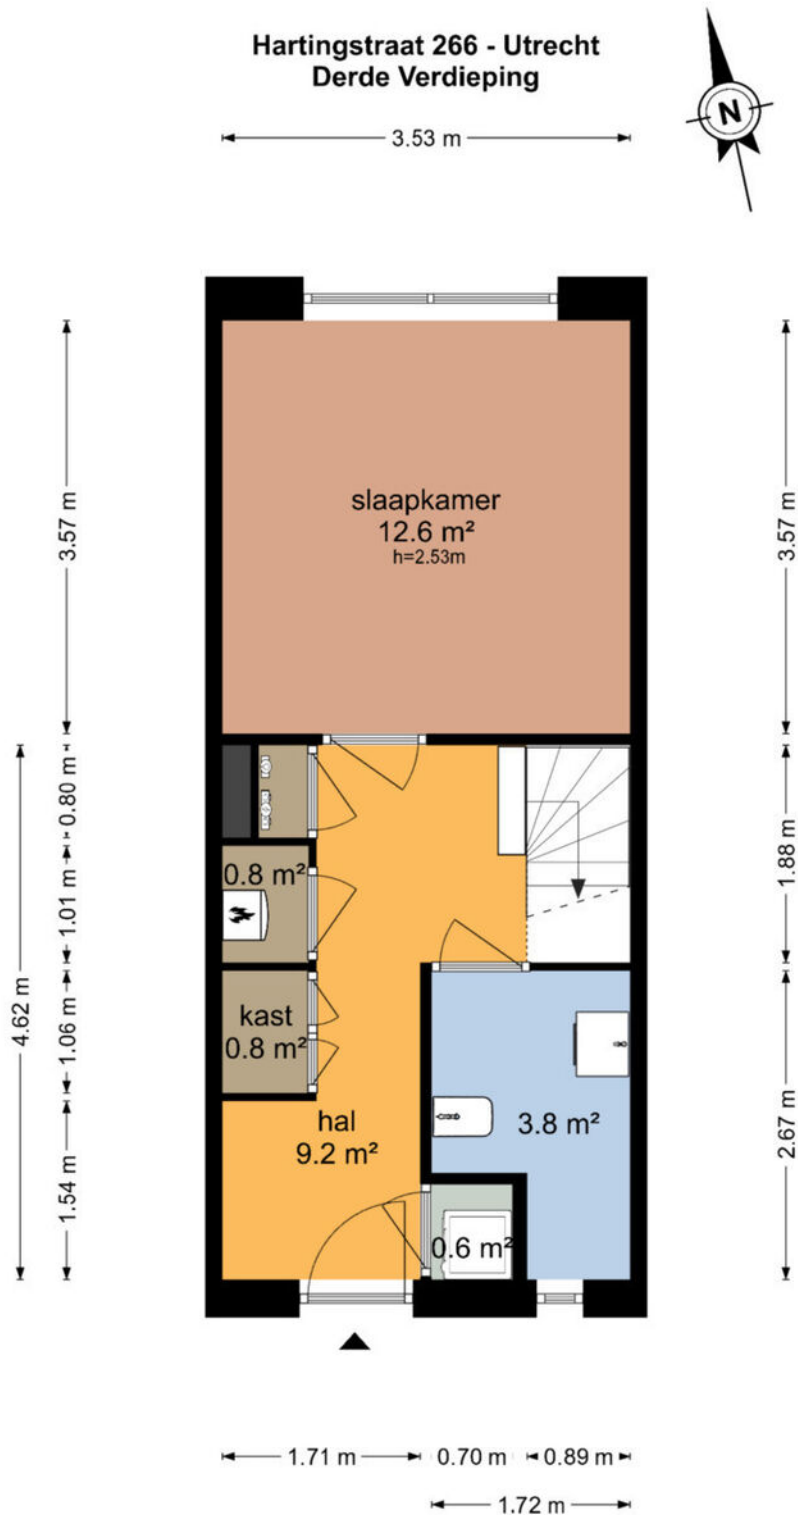 Hartingstraat 266 - Utrecht
Derde Verdieping
N
3.53 m
slaapkamer
12.6 m²
h=2.53m
3.57 m
3.57 m
0.80 m
0.8 m²
1.01 m
1.88 m
4.62 m
kast
0.8 m²
1.06 m
hal
9.2 m²
3.8 m²
2.67 m
1.54 m
0.6 m²
1.71 m
0.70 m
0.89 m
1.72 m